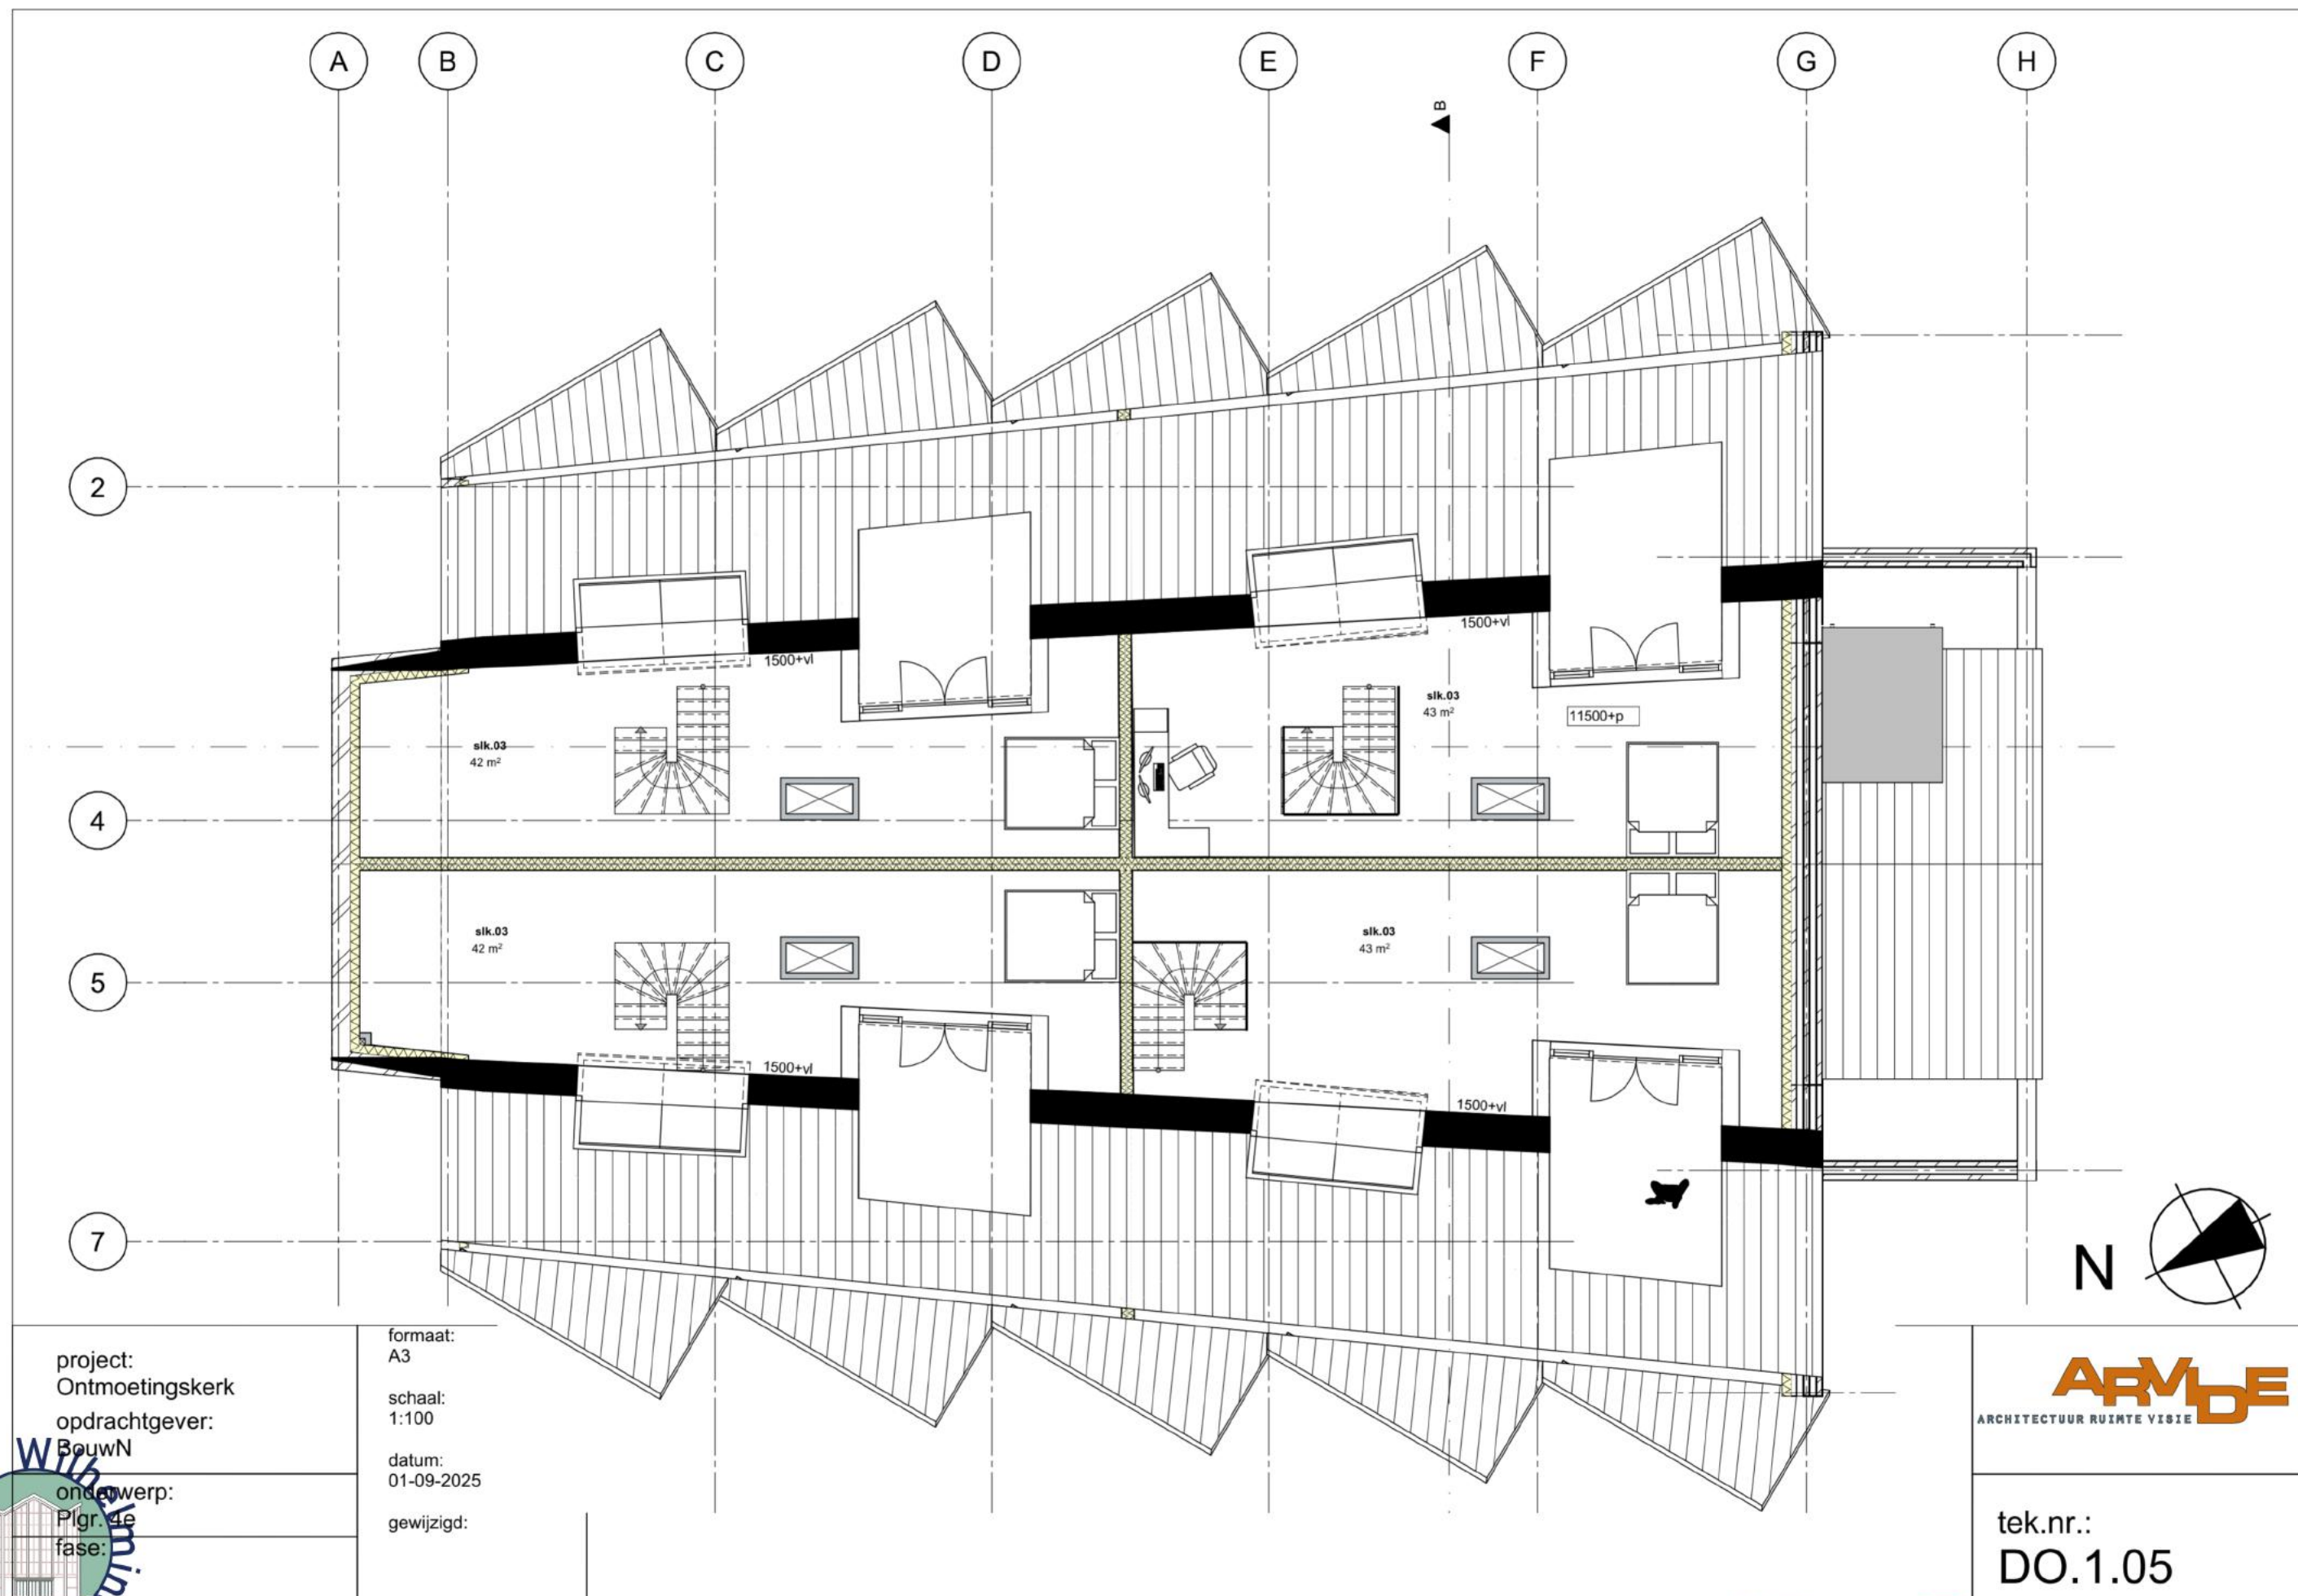 A B C D E F G H
B
2
1500+vl
1500+vl
slk.03
43 m²
11500+p
slk.03
42 m²
4
slk.03
42 m²
slk.03
43 m²
5
1500+vl
1500+vl
7
N
project:
Ontmoetingskerk
opdrachtgever:
BouwN
onderwerp:
Plgr. 4e
fase:
Wilhelmin
formaat:
A3
schaal:
1:100
datum:
01-09-2025
gewijzigd:
ARVIDE
ARCHITECTUUR RUIMTE VISIE
tek.nr.:
DO.1.05